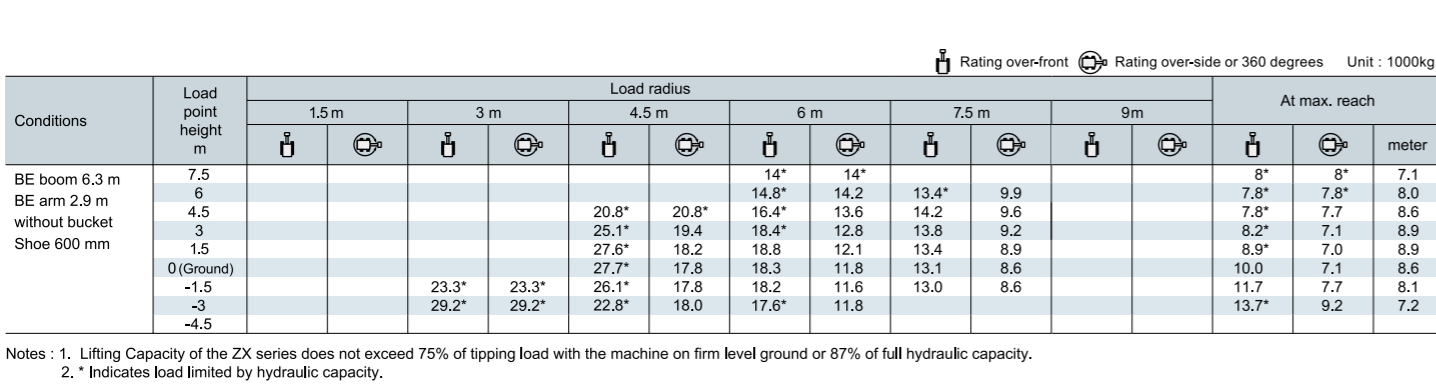 Rating over-front Rating over-side or 360 degrees Unit : 1000kg
Conditions Load point height m Load radius At max. reach
1.5 m 3 m 4.5 m 6 m 7.5 m 9m
meter
BE boom 6.3 m
BE arm 2.9 m
without bucket
Shoe 600 mm
7.5 14* 14* 8* 8* 7.1
6 14.8* 14.2 13.4* 9.9 7.8* 7.8* 8.0
4.5 20.8* 20.8* 16.4* 13.6 14.2 9.6 7.8* 7.7 8.6
3 25.1* 19.4 18.4* 12.8 13.8 9.2 8.2* 7.1 8.9
1.5 27.6* 18.2 18.8 12.1 13.4 8.9 8.9* 7.0 8.9
0 (Ground) 27.7* 17.8 18.3 11.8 13.1 8.6 10.0 7.1 8.6
-1.5 23.3* 23.3* 26.1* 17.8 18.2 11.6 13.0 8.6 11.7 7.7 8.1
-3 29.2* 29.2* 22.8* 18.0 17.6* 11.8 13.7* 9.2 7.2
-4.5
Notes : 1. Lifting Capacity of the ZX series does not exceed 75% of tipping load with the machine on firm level ground or 87% of full hydraulic capacity.
2. * Indicates load limited by hydraulic capacity.